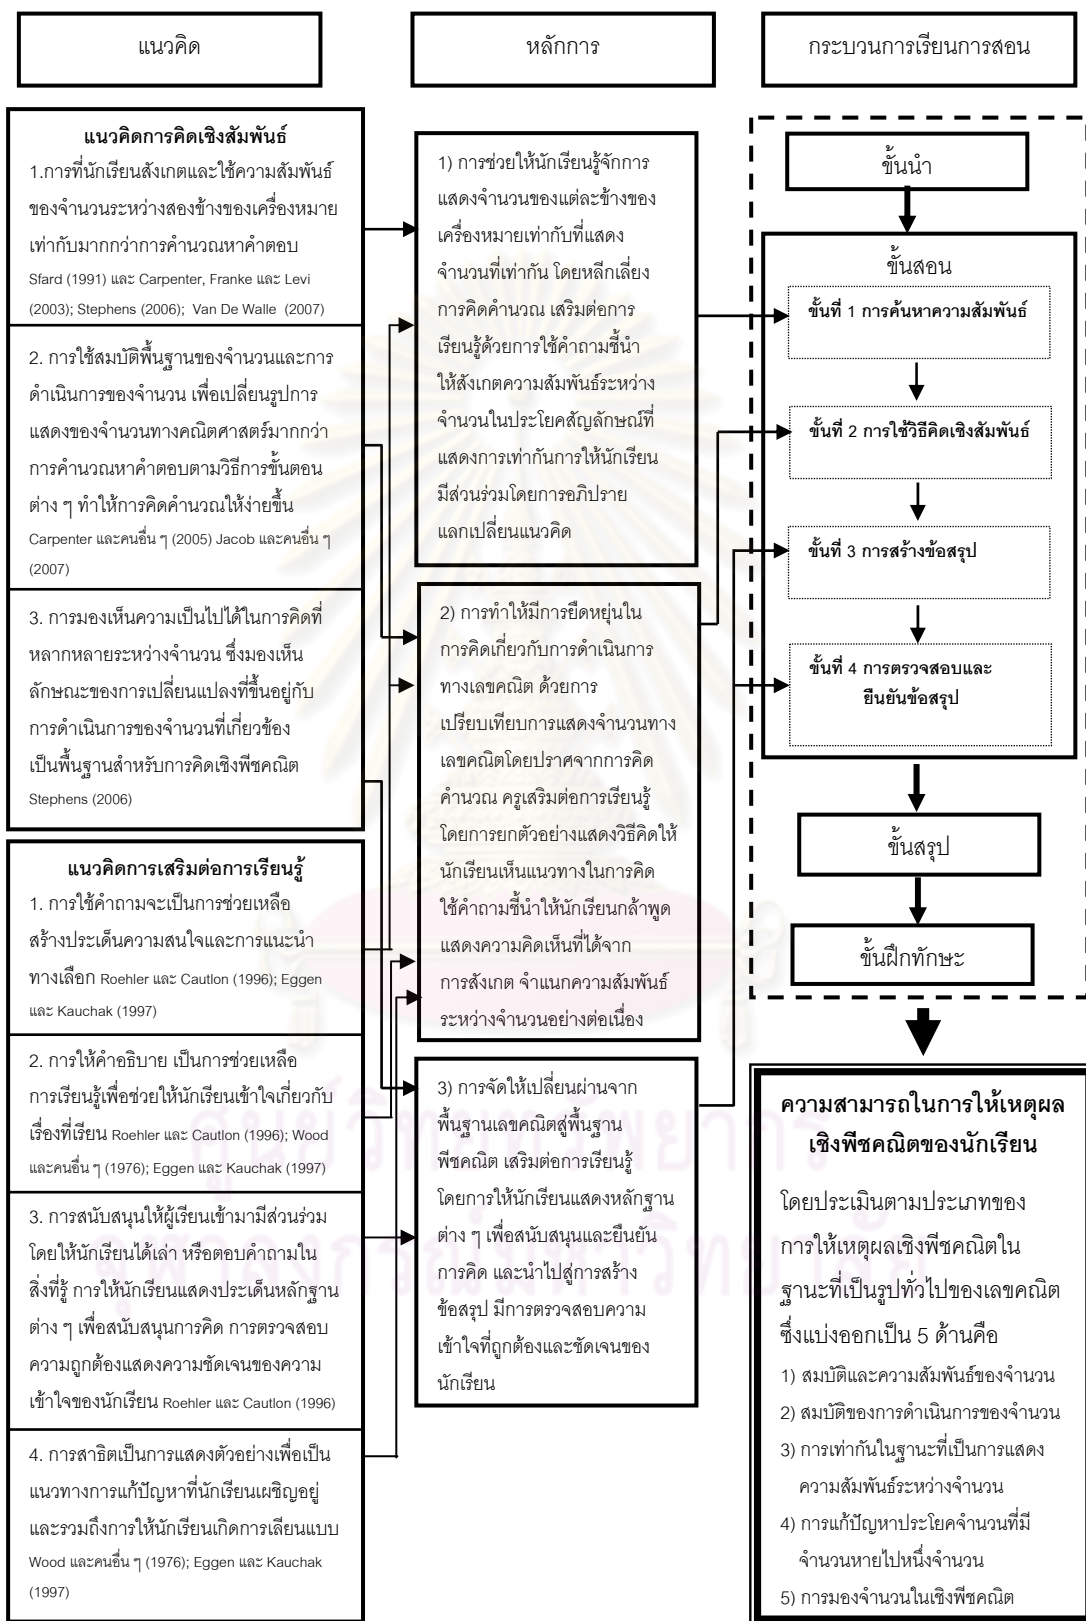 แนวคิด
หลักการ
กระบวนการเรียนการสอน
แนวคิดการคิดเชิงสัมพันธ์
1.การที่นักเรียนสังเกตและใช้ความสัมพันธ์
ของจำนวนระหว่างสองข้างของเครื่องหมาย
เท่ากับมากกว่าการคำนวณหาคำตอบ
Sfard (1991) และ Carpenter, Franke และ Levi
(2003); Stephens (2006); Van De Walle (2007)
2. การใช้สมบัติพื้นฐานของจำนวนและการ
ดำเนินการของจำนวน เพื่อเปลี่ยนรูปการ
แสดงของจำนวนทางคณิตศาสตร์มากกว่า
การคำนวณหาคำตอบตามวิธีการขั้นตอน
ต่าง ๆ ทำให้การคิดคำนวณให้ง่ายขึ้น
Carpenter และคนอื่น ๆ (2005) Jacob และคนอื่น ๆ
(2007)
3. การมองเห็นความเป็นไปได้ในการคิดที่
หลากหลายระหว่างจำนวน ซึ่งมองเห็น
ลักษณะของการเปลี่ยนแปลงที่ขึ้นอยู่กับ
การดำเนินการของจำนวนที่เกี่ยวข้อง
เป็นพื้นฐานสำหรับการคิดเชิงพีชคณิต
Stephens (2006)
แนวคิดการเสริมต่อการเรียนรู้
1. การใช้คำถามจะเป็นการช่วยเหลือ
สร้างประเด็นความสนใจและการแนะนำ
ทางเลือก Roehler และ Cautlon (1996); Eggen
และ Kauchak (1997)
2. การให้คำอธิบาย เป็นการช่วยเหลือ
การเรียนรู้เพื่อช่วยให้นักเรียนเข้าใจเกี่ยวกับ
เรื่องที่เรียน Roehler และ Cautlon (1996); Wood
และคนอื่น ๆ (1976); Eggen และ Kauchak (1997)
3. การสนับสนุนให้ผู้เรียนเข้ามามีส่วนร่วม
โดยให้นักเรียนได้เล่า หรือตอบคำถามใน
สิ่งที่รู้ การให้นักเรียนแสดงประเด็นหลักฐาน
ต่าง ๆ เพื่อสนับสนุนการคิด การตรวจสอบ
ความถูกต้องแสดงความชัดเจนของความ
เข้าใจของนักเรียน Roehler และ Cautlon (1996)
4. การสาธิตเป็นการแสดงตัวอย่างเพื่อเป็น
แนวทางการแก้ปัญหาที่นักเรียนเผชิญอยู่
และรวมถึงการให้นักเรียนเกิดการเลียนแบบ
Wood และคนอื่น ๆ (1976); Eggen และ Kauchak
(1997)
1) การช่วยให้นักเรียนรู้จักการ
แสดงจำนวนของแต่ละข้างของ
เครื่องหมายเท่ากับที่แสดง
จำนวนที่เท่ากัน โดยหลีกเลี่ยง
การคิดคำนวณ เสริมต่อการ
เรียนรู้ด้วยการใช้คำถามชี้นำ
ให้สังเกตความสัมพันธ์ระหว่าง
จำนวนในประโยคสัญลักษณ์ที่
แสดงการเท่ากันการให้นักเรียน
มีส่วนร่วมโดยการอภิปราย
แลกเปลี่ยนแนวคิด
2) การทำให้มีการยืดหยุ่นใน
การคิดเกี่ยวกับการดำเนินการ
ทางเลขคณิต ด้วยการ
เปรียบเทียบการแสดงจำนวนทาง
เลขคณิตโดยปราศจากการคิด
คำนวณ ครูเสริมต่อการเรียนรู้
โดยการยกตัวอย่างแสดงวิธีคิดให้
นักเรียนเห็นแนวทางในการคิด
ใช้คำถามชี้นำให้นักเรียนกล้าพูด
แสดงความคิดเห็นที่ได้จาก
การสังเกต จำแนกความสัมพันธ์
ระหว่างจำนวนอย่างต่อเนื่อง
3) การจัดให้เปลี่ยนผ่านจาก
พื้นฐานเลขคณิตสู่พื้นฐาน
พีชคณิต เสริมต่อการเรียนรู้
โดยการให้นักเรียนแสดงหลักฐาน
ต่าง ๆ เพื่อสนับสนุนและยืนยัน
การคิด และนำไปสู่การสร้าง
ข้อสรุป มีการตรวจสอบความ
เข้าใจที่ถูกต้องและชัดเจนของ
นักเรียน
ขั้นนำ
ขั้นสอน
ขั้นที่ 1 การค้นหาความสัมพันธ์
ขั้นที่ 2 การใช้วิธีคิดเชิงสัมพันธ์
ขั้นที่ 3 การสร้างข้อสรุป
ขั้นที่ 4 การตรวจสอบและ
ยืนยันข้อสรุป
ขั้นสรุป
ขั้นฝึกทักษะ
ความสามารถในการให้เหตุผล
เชิงพีชคณิตของนักเรียน
โดยประเมินตามประเภทของ
การให้เหตุผลเชิงพีชคณิตใน
ฐานะที่เป็นรูปทั่วไปของเลขคณิต
ซึ่งแบ่งออกเป็น 5 ด้านคือ
1) สมบัติและความสัมพันธ์ของจำนวน
2) สมบัติของการดำเนินการของจำนวน
3) การเท่ากันในฐานะที่เป็นการแสดง
ความสัมพันธ์ระหว่างจำนวน
4) การแก้ปัญหาประโยคจำนวนที่มี
จำนวนหายไปหนึ่งจำนวน
5) การมองจำนวนในเชิงพีชคณิต
ศูนย์วิทยทรัพยากร
จุฬาลงกรณ์มหาวิทยาลัย